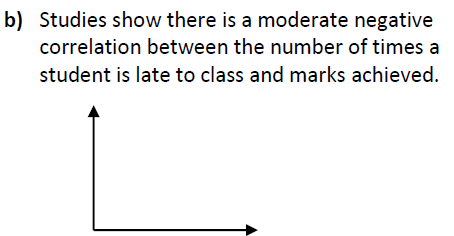 b) Studies show there is a moderate negative
correlation between the number of times a
student is late to class and marks achieved.